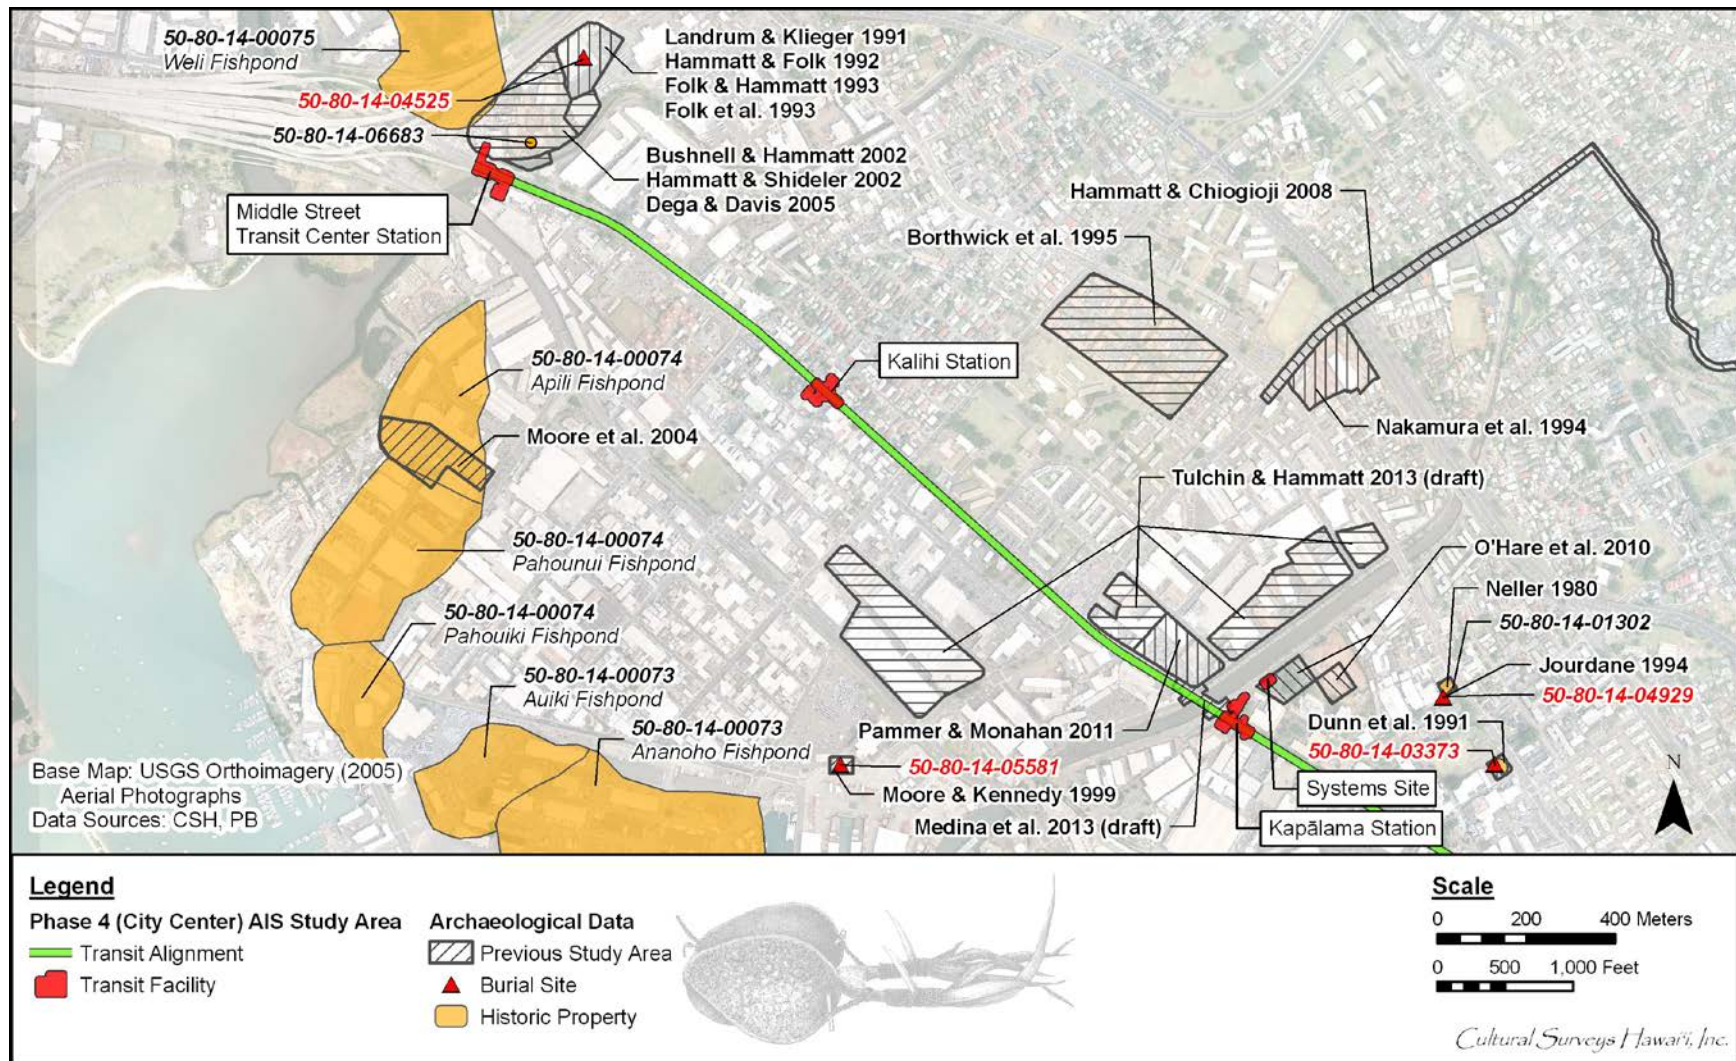 50-80-14-00075
Weli Fishpond
50-80-14-04525
50-80-14-06683
Landrum & Klieger 1991
Hammatt & Folk 1992
Folk & Hammatt 1993
Folk et al. 1993
Bushnell & Hammatt 2002
Hammatt & Shideler 2002
Dega & Davis 2005
Middle Street
Transit Center Station
Hammatt & Chiogioji 2008
Borthwick et al. 1995
50-80-14-00074
Apili Fishpond
Kalihi Station
Moore et al. 2004
Nakamura et al. 1994
Tulchin & Hammatt 2013 (draft)
50-80-14-00074
Pahounui Fishpond
O'Hare et al. 2010
Neller 1980
50-80-14-01302
Jourdane 1994
50-80-14-04929
50-80-14-00074
Pahouiki Fishpond
50-80-14-00073
Auiki Fishpond
50-80-14-00073
Ananoho Fishpond
Pammer & Monahan 2011
Dunn et al. 1991
50-80-14-03373
50-80-14-05581
Moore & Kennedy 1999
Medina et al. 2013 (draft)
Systems Site
Kapālama Station
N
Base Map: USGS Orthoimagery (2005)
Aerial Photographs
Data Sources: CSH, PB
Legend
Phase 4 (City Center) AIS Study Area
Transit Alignment
Transit Facility
Archaeological Data
Previous Study Area
Burial Site
Historic Property
Scale
0 200 400 Meters
0 500 1,000 Feet
Cultural Surveys Hawai'i, Inc.